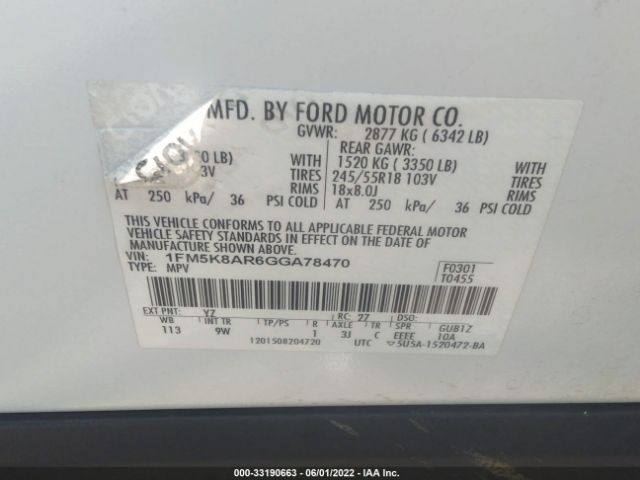 MFD. BY FORD MOTOR CO.
GVWR: 2877 KG ( 6342 LB)
REAR GAWR:
0 LB) 1520 KG ( 3350 LB)
3V WITH TIRES 245/55R18 103V WITH TIRES
RIMS 18x8.0J RIMS
AT 250 kPa/ 36 PSI COLD AT 250 kPa/ 36 PSI COLD
THIS VEHICLE CONFORMS TO ALL APPLICABLE FEDERAL MOTOR
VEHICLE SAFETY STANDARDS IN EFFECT ON THE DATE OF
MANUFACTURE SHOWN ABOVE.
VIN: 1FM5K8AR6GGA78470
TYPE: MPV
F0301
T0455
EXT PNT: YZ RC: 27 DSO:
WB INT TR TP/PS R AXLE TR SPR GUB1Z
113 9W 1 3J C EEEE 10A
1201508204720 UTC 5U5A-1520472-BA
000-33190663 - 06/01/2022 - IAA Inc.